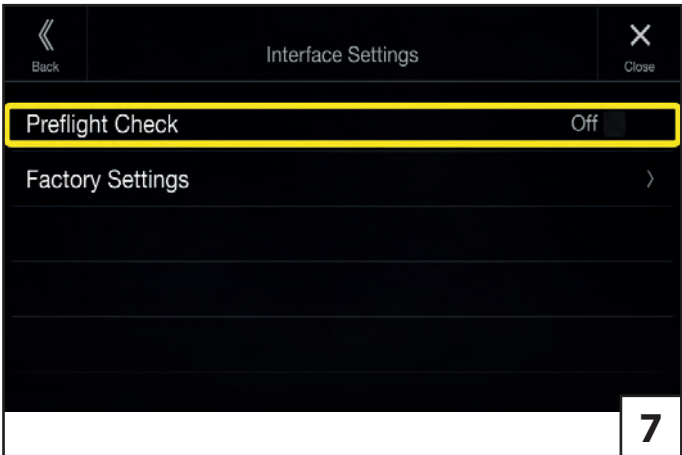 Back
Interface Settings
Close
Preflight Check
Off
Factory Settings
7